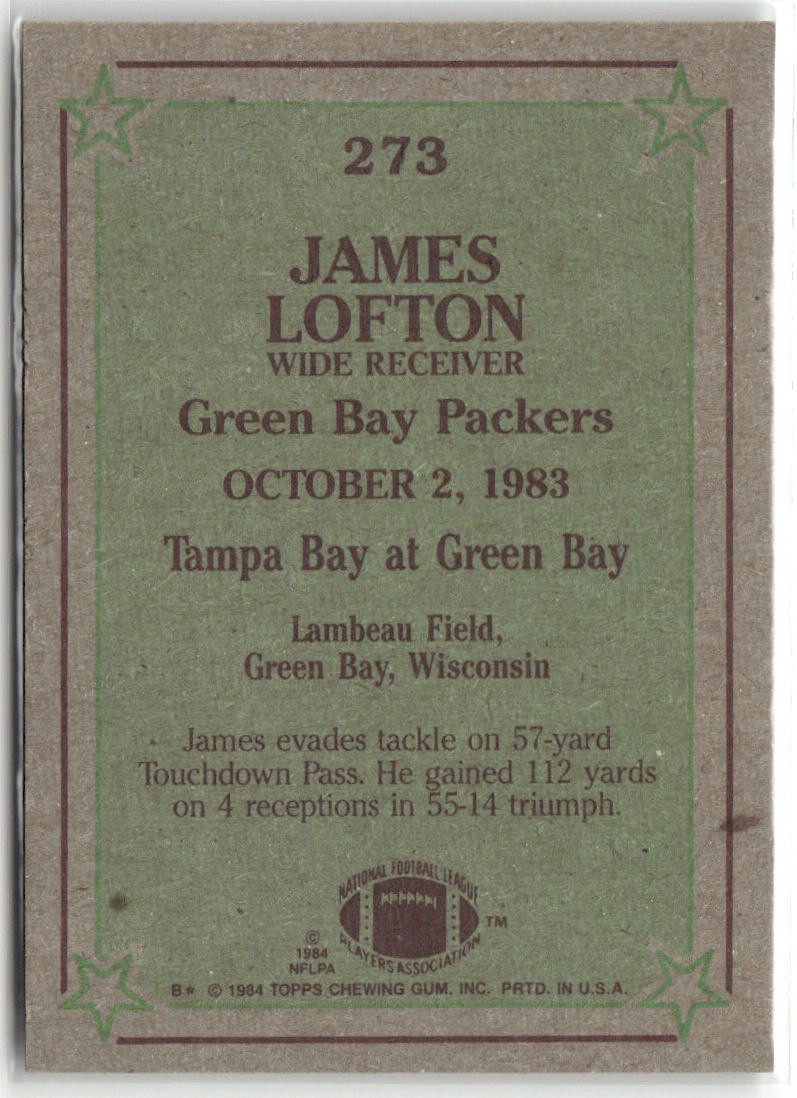 273
JAMES
LOFTON
WIDE RECEIVER
Green Bay Packers
OCTOBER 2, 1983
Tampa Bay at Green Bay
Lambeau Field,
Green Bay, Wisconsin
James evades tackle on 57-yard
Touchdown Pass. He gained 112 yards
on 4 receptions in 55-14 triumph.
NATIONAL FOOTBALL LEAGUE
PLAYERS ASSOCIATION
TM
©
1984
NFLPA
B★ © 1984 TOPPS CHEWING GUM, INC. PRTD. IN U.S.A.